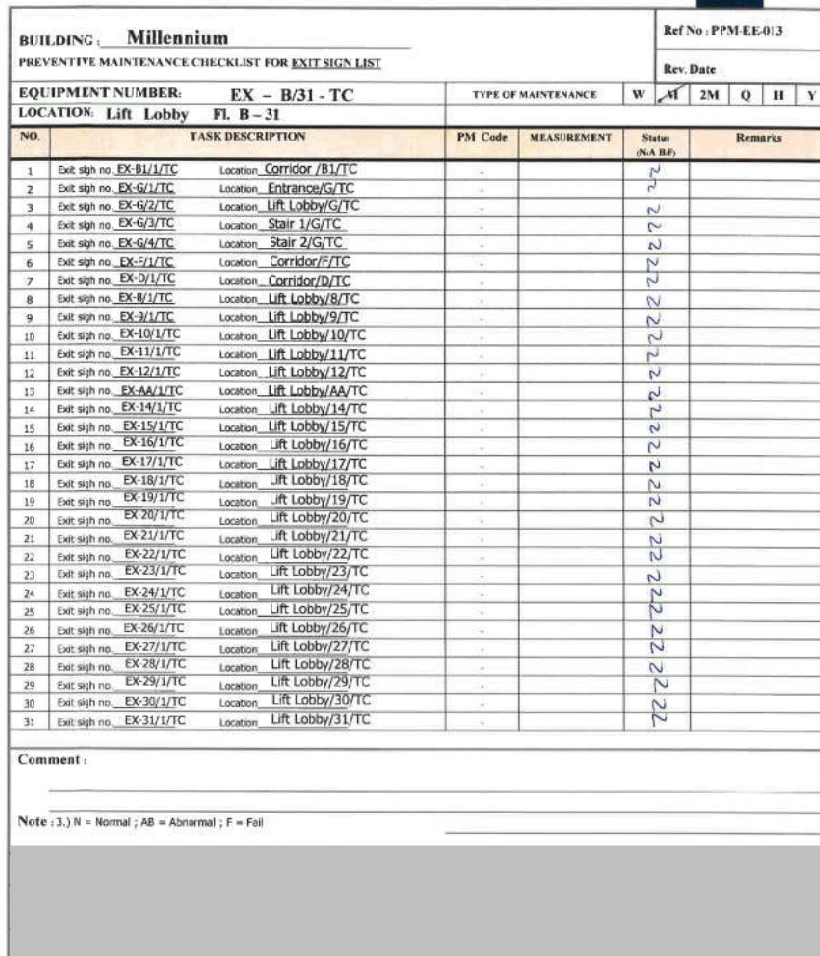 BUILDING : Millennium
Ref No : PPM-EE-013
PREVENTIVE MAINTENANCE CHECKLIST FOR EXIT SIGN LIST
Rev. Date
EQUIPMENT NUMBER: EX – B/31 - TC TYPE OF MAINTENANCE W M 2M Q H Y
LOCATION: Lift Lobby Fl. B – 31
NO. TASK DESCRIPTION PM Code MEASUREMENT Status Remarks
(N.A B.F)
1 Exit sigh no. EX-B1/1/TC Location Corridor /B1/TC N
2 Exit sigh no. EX-G/1/TC Location Entrance/G/TC N
3 Exit sigh no. EX-G/2/TC Location Lift Lobby/G/TC N
4 Exit sigh no. EX-G/3/TC Location Stair 1/G/TC N
5 Exit sigh no. EX-G/4/TC Location Stair 2/G/TC N
6 Exit sigh no. EX-F/1/TC Location Corridor/F/TC N
7 Exit sigh no. EX-D/1/TC Location Corridor/D/TC N
8 Exit sigh no. EX-8/1/TC Location Lift Lobby/8/TC N
9 Exit sigh no. EX-9/1/TC Location Lift Lobby/9/TC N
10 Exit sigh no. EX-10/1/TC Location Lift Lobby/10/TC N
11 Exit sigh no. EX-11/1/TC Location Lift Lobby/11/TC N
12 Exit sigh no. EX-12/1/TC Location Lift Lobby/12/TC N
13 Exit sigh no. EX-AA/1/TC Location Lift Lobby/AA/TC N
14 Exit sigh no. EX-14/1/TC Location Lift Lobby/14/TC N
15 Exit sigh no. EX-15/1/TC Location Lift Lobby/15/TC N
16 Exit sigh no. EX-16/1/TC Location Lift Lobby/16/TC N
17 Exit sigh no. EX-17/1/TC Location Lift Lobby/17/TC N
18 Exit sigh no. EX-18/1/TC Location Lift Lobby/18/TC N
19 Exit sigh no. EX-19/1/TC Location Lift Lobby/19/TC N
20 Exit sigh no. EX 20/1/TC Location Lift Lobby/20/TC N
21 Exit sigh no. EX-21/1/TC Location Lift Lobby/21/TC N
22 Exit sigh no. EX-22/1/TC Location Lift Lobby/22/TC N
23 Exit sigh no. EX-23/1/TC Location Lift Lobby/23/TC N
24 Exit sigh no. EX-24/1/TC Location Lift Lobby/24/TC N
25 Exit sigh no. EX-25/1/TC Location Lift Lobby/25/TC N
26 Exit sigh no. EX-26/1/TC Location Lift Lobby/26/TC N
27 Exit sigh no. EX-27/1/TC Location Lift Lobby/27/TC N
28 Exit sigh no. EX-28/1/TC Location Lift Lobby/28/TC N
29 Exit sigh no. EX-29/1/TC Location Lift Lobby/29/TC N
30 Exit sigh no. EX-30/1/TC Location Lift Lobby/30/TC N
31 Exit sigh no. EX-31/1/TC Location Lift Lobby/31/TC N
Comment :
Note : 3.) N = Normal ; AB = Abnormal ; F = Fail